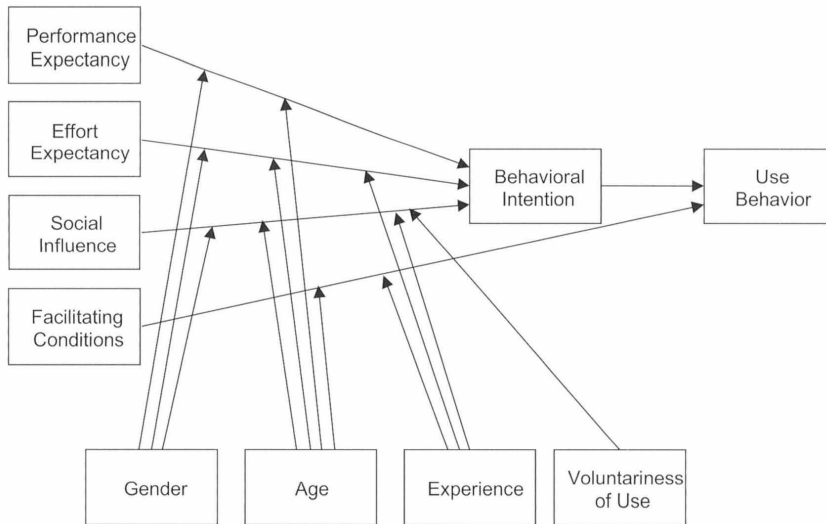 Performance
Expectancy
Effort
Expectancy
Social
Influence
Facilitating
Conditions
Behavioral
Intention
Use
Behavior
Gender
Age
Experience
Voluntariness
of Use